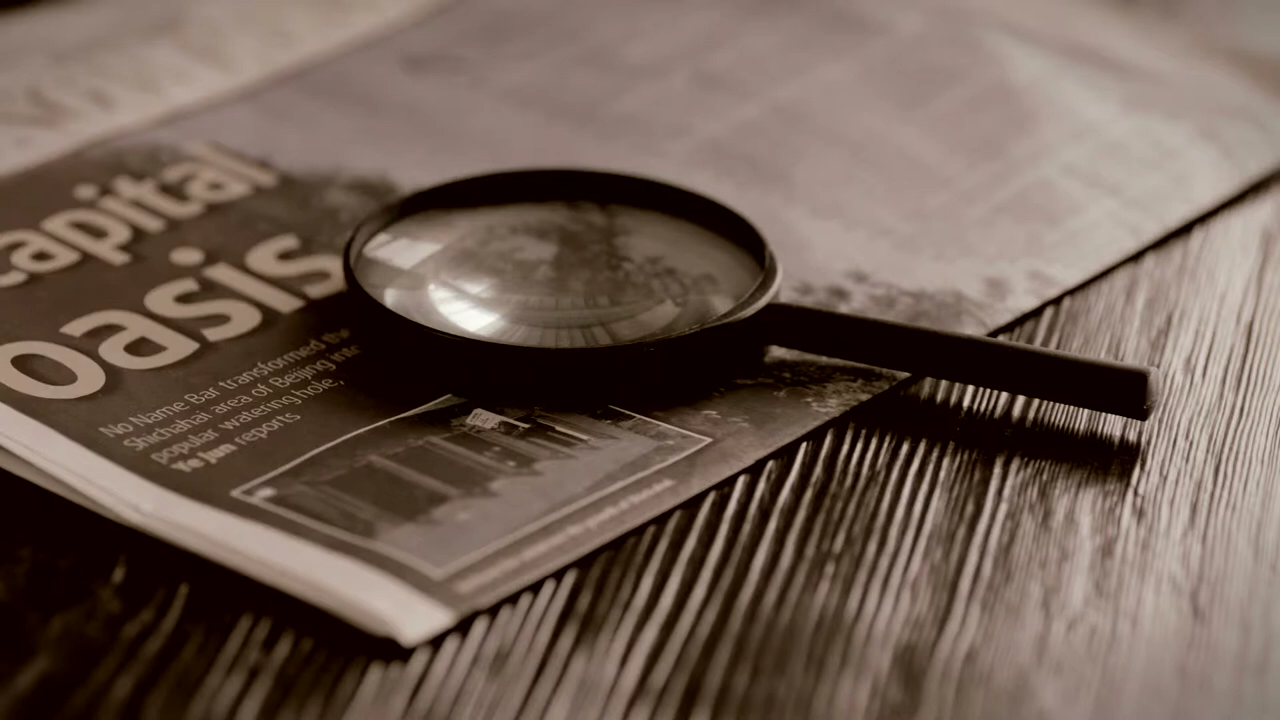 capital
oasis
No Name Bar transformed the
Shichahai area of Beijing into
popular watering hole,
Ye Jun reports